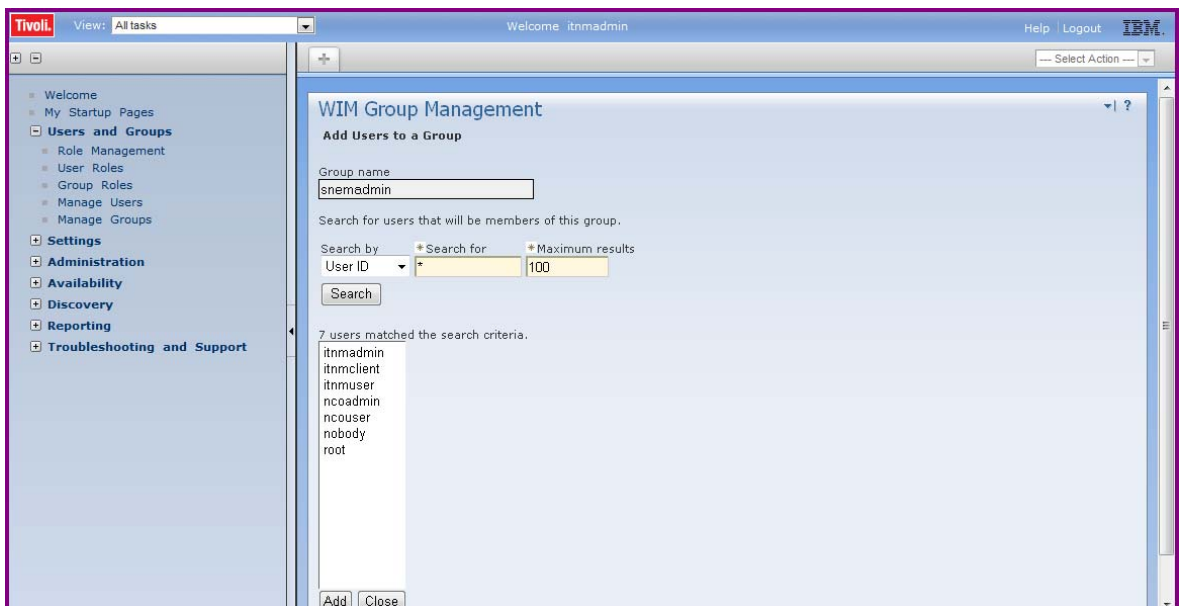 Tivoli. View: All tasks Welcome itnmadmin Help Logout IBM.
--- Select Action ---
Welcome
My Startup Pages
Users and Groups
Role Management
User Roles
Group Roles
Manage Users
Manage Groups
Settings
Administration
Availability
Discovery
Reporting
Troubleshooting and Support
WIM Group Management ?
Add Users to a Group
Group name
snemadmin
Search for users that will be members of this group.
Search by *Search for *Maximum results
User ID * 100
Search
7 users matched the search criteria.
itnmadmin
itnmclient
itnmuser
ncoadmin
ncouser
nobody
root
Add Close